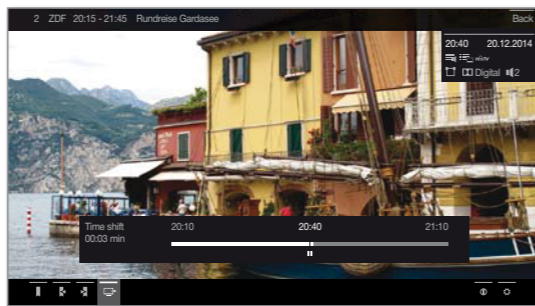 2 ZDF 20:15 - 21:45 Rundreise Gardasee Back
20:40 20.12.2014
Digital 2
Time shift 20:10 20:40 21:10
00:03 min